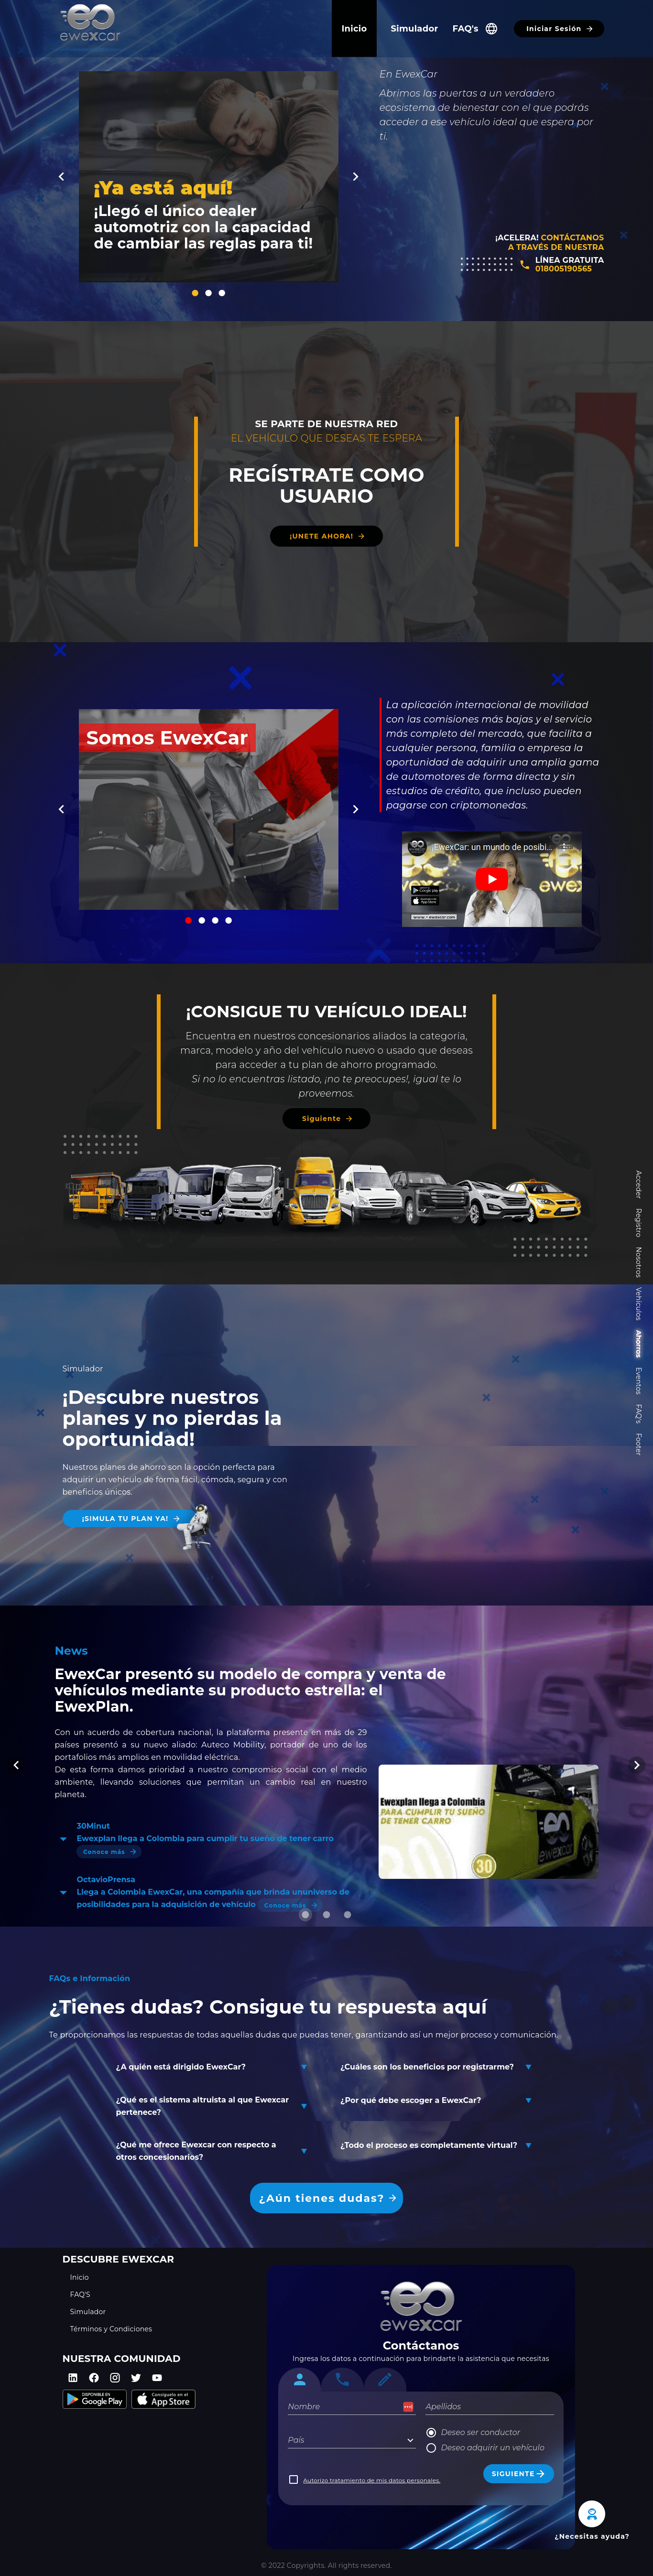 ewexcar
Inicio
Simulador
FAQ's
Iniciar Sesión
¡Ya está aquí!
¡Llegó el único dealer
automotriz con la capacidad
de cambiar las reglas para ti!
En EwexCar
Abrimos las puertas a un verdadero
ecosistema de bienestar con el que podrás
acceder a ese vehículo ideal que espera por
ti.
¡ACELERA! CONTÁCTANOS
A TRAVÉS DE NUESTRA
LÍNEA GRATUITA
018005190565
SE PARTE DE NUESTRA RED
EL VEHÍCULO QUE DESEAS TE ESPERA
REGÍSTRATE COMO
USUARIO
¡UNETE AHORA!
Somos EwexCar
La aplicación internacional de movilidad
con las comisiones más bajas y el servicio
más completo del mercado, que facilita a
cualquier persona, familia o empresa la
oportunidad de adquirir una amplia gama
de automotores de forma directa y sin
estudios de crédito, que incluso pueden
pagarse con criptomonedas.
¡EwexCar: un mundo de posibl...
Google Play
App Store
¡CONSIGUE TU VEHÍCULO IDEAL!
Encuentra en nuestros concesionarios aliados la categoría,
marca, modelo y año del vehículo nuevo o usado que deseas
para acceder a tu plan de ahorro programado.
Si no lo encuentras listado, ¡no te preocupes!, igual te lo
proveemos.
Siguiente
Acceder
Registro
Nosotros
Vehículos
Ahorros
Eventos
FAQ's
Footer
Simulador
¡Descubre nuestros
planes y no pierdas la
oportunidad!
Nuestros planes de ahorro son la opción perfecta para
adquirir un vehículo de forma fácil, cómoda, segura y con
beneficios únicos.
¡SIMULA TU PLAN YA!
News
EwexCar presentó su modelo de compra y venta de
vehículos mediante su producto estrella: el
EwexPlan.
Con un acuerdo de cobertura nacional, la plataforma presente en más de 29
países presentó a su nuevo aliado: Auteco Mobility, portador de uno de los
portafolios más amplios en movilidad eléctrica.
De esta forma damos prioridad a nuestro compromiso social con el medio
ambiente, llevando soluciones que permitan un cambio real en nuestro
planeta.
Ewexplan llega a Colombia
PARA CUMPLIR TU SUEÑO
DE TENER CARRO
30
30Minut
Ewexplan llega a Colombia para cumplir tu sueño de tener carro
Conoce más
OctavioPrensa
Llega a Colombia EwexCar, una compañía que brinda ununiverso de
posibilidades para la adquisición de vehículo Conoce más
FAQs e Información
¿Tienes dudas? Consigue tu respuesta aquí
Te proporcionamos las respuestas de todas aquellas dudas que puedas tener, garantizando así un mejor proceso y comunicación.
¿A quién está dirigido EwexCar?
¿Cuáles son los beneficios por registrarme?
¿Qué es el sistema altruista al que Ewexcar
pertenece?
¿Por qué debe escoger a EwexCar?
¿Qué me ofrece Ewexcar con respecto a
otros concesionarios?
¿Todo el proceso es completamente virtual?
¿Aún tienes dudas?
DESCUBRE EWEXCAR
Inicio
FAQ'S
Simulador
Términos y Condiciones
NUESTRA COMUNIDAD
DISPONIBLE EN
Google Play
Consíguelo en el
App Store
ewexcar
Contáctanos
Ingresa los datos a continuación para brindarte la asistencia que necesitas
Nombre
Apellidos
País
Deseo ser conductor
Deseo adquirir un vehículo
Autorizo tratamiento de mis datos personales.
SIGUIENTE
¿Necesitas ayuda?
© 2022 Copyrights. All rights reserved.